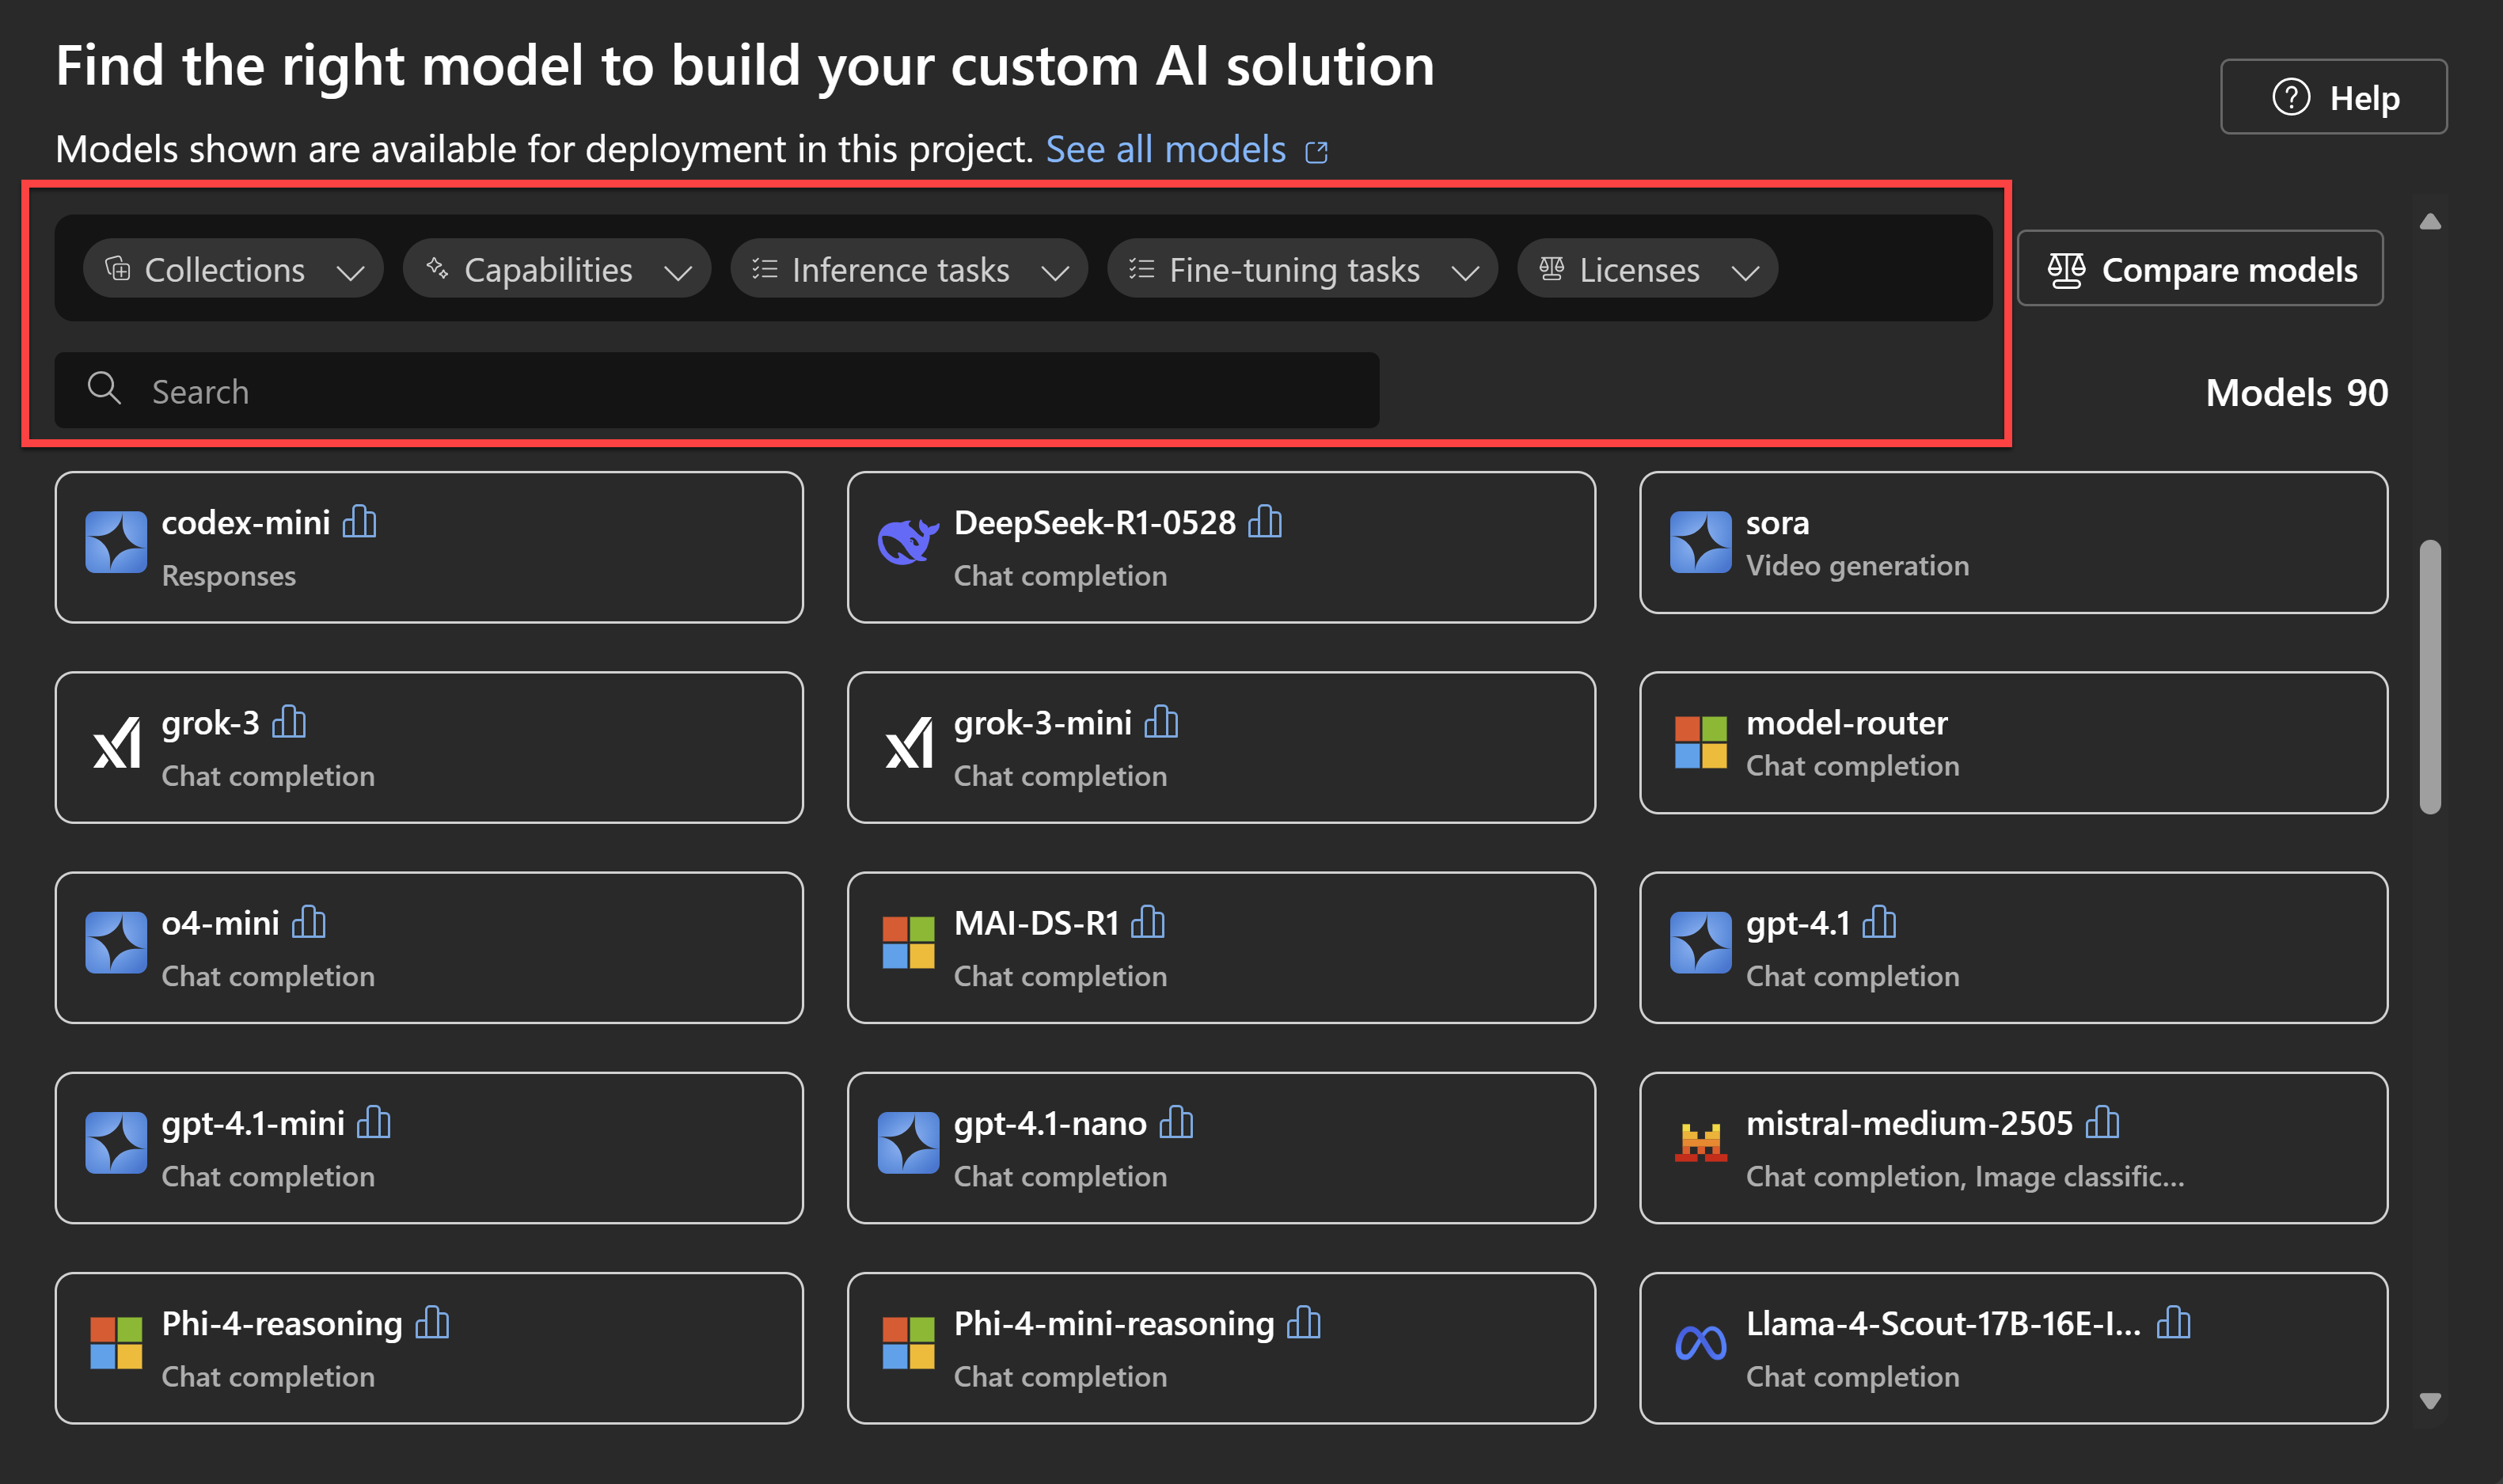 Find the right model to build your custom AI solution
Help
Models shown are available for deployment in this project. See all models
Collections
Capabilities
Inference tasks
Fine-tuning tasks
Licenses
Compare models
Search
Models 90
codex-mini
Responses
DeepSeek-R1-0528
Chat completion
sora
Video generation
grok-3
Chat completion
grok-3-mini
Chat completion
model-router
Chat completion
o4-mini
Chat completion
MAI-DS-R1
Chat completion
gpt-4.1
Chat completion
gpt-4.1-mini
Chat completion
gpt-4.1-nano
Chat completion
mistral-medium-2505
Chat completion, Image classific...
Phi-4-reasoning
Chat completion
Phi-4-mini-reasoning
Chat completion
Llama-4-Scout-17B-16E-I...
Chat completion